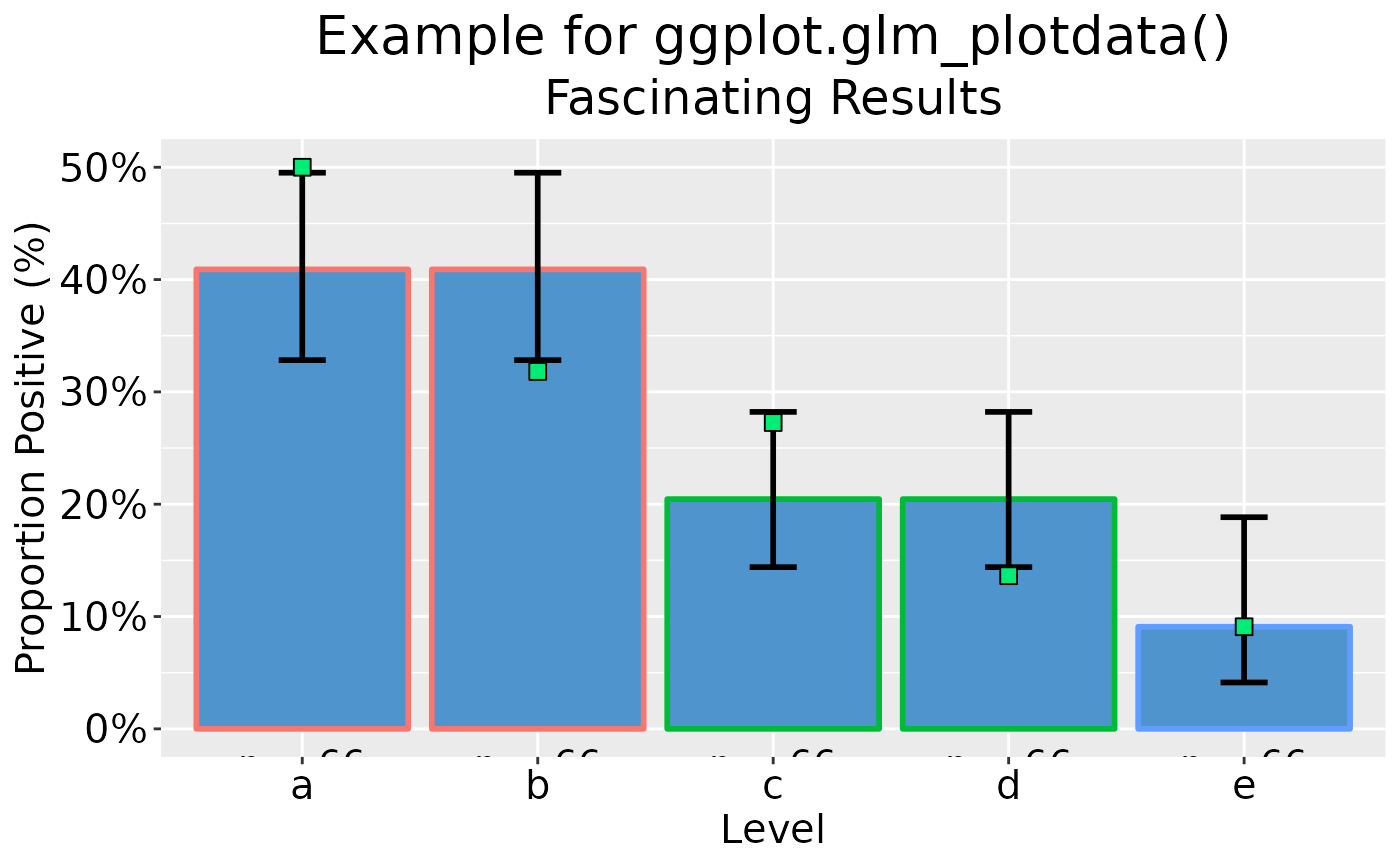 Example for ggplot.glm_plotdata()
Fascinating Results
Proportion Positive (%)
50%
40%
30%
20%
10%
0%
a b c d e
Level